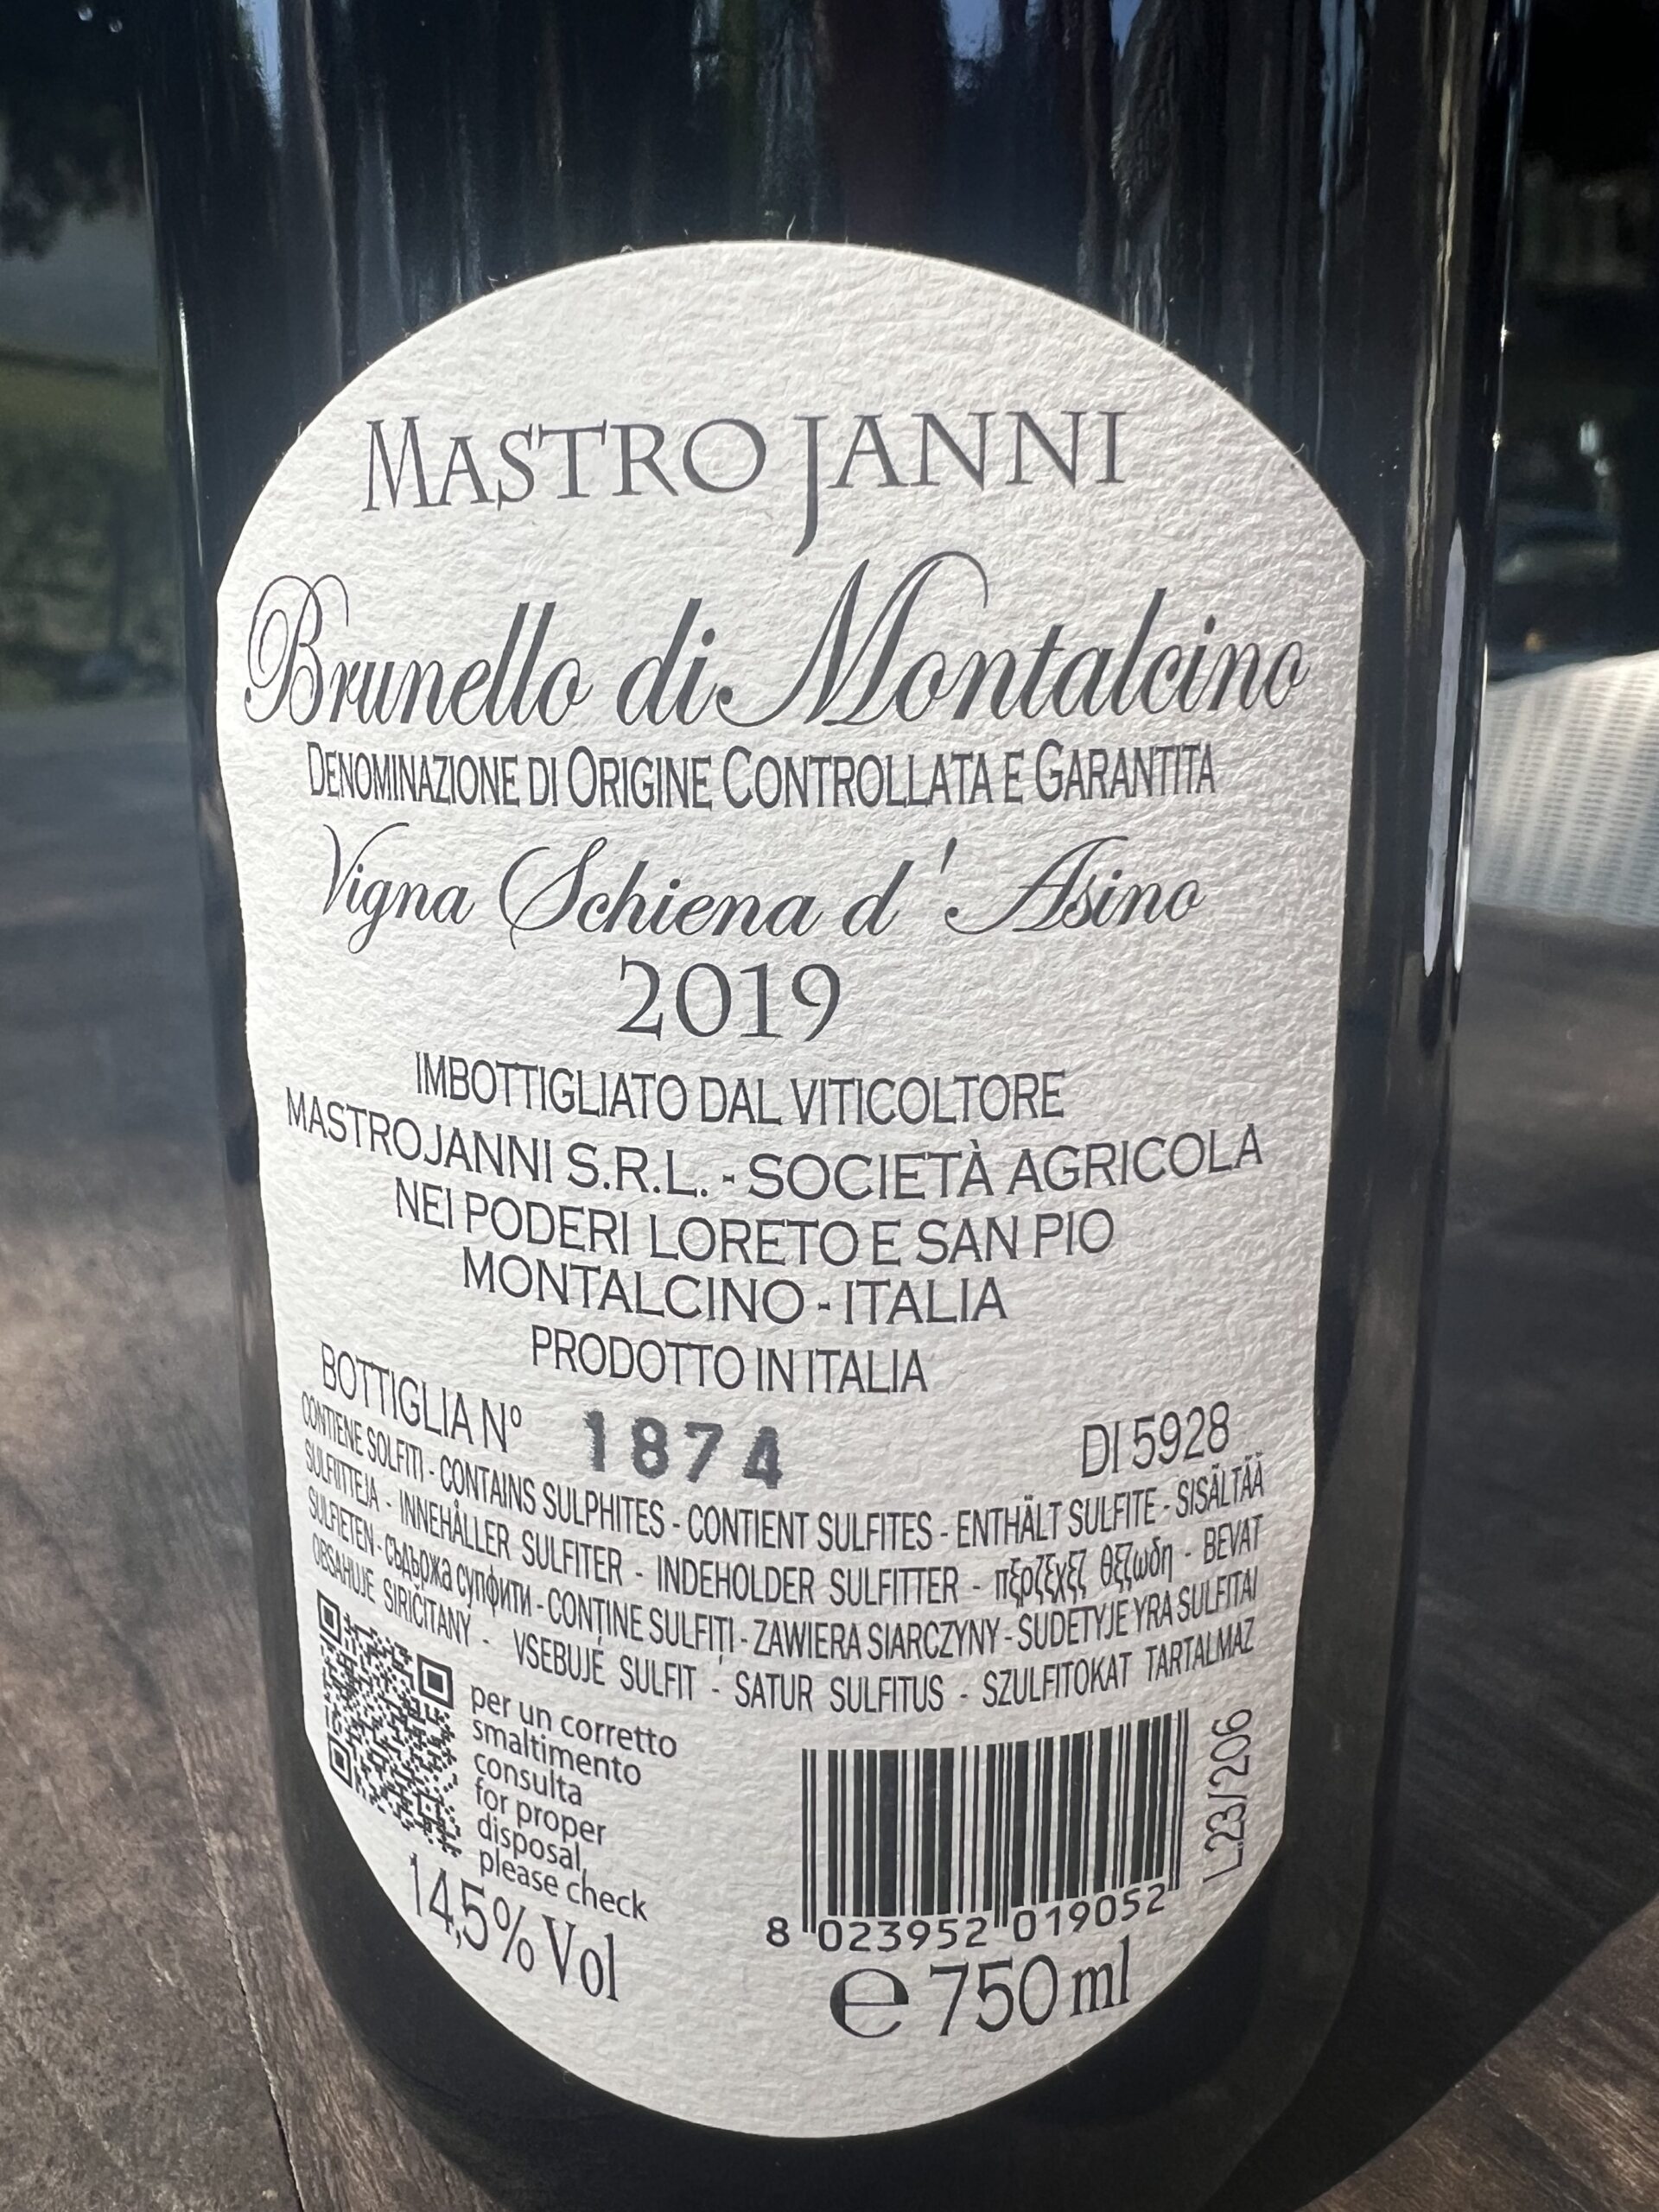 MASTROJANNI
Brunello di Montalcino
DENOMINAZIONE DI ORIGINE CONTROLLATA E GARANTITA
Vigna Schiena d'Asino
2019
IMBOTTIGLIATO DAL VITICOLTORE
MASTROJANNI S.R.L. - SOCIETÀ AGRICOLA
NEI PODERI LORETO E SAN PIO
MONTALCINO - ITALIA
PRODOTTO IN ITALIA
BOTTIGLIA N° 1874 DI 5928
CONTIENE SOLFITI - CONTAINS SULPHITES - CONTIENT SULFITES - ENTHÄLT SULFITE - SISÄLTÄÄ
SULFIITTEJA - INNEHÅLLER SULFITER - INDEHOLDER SULFITTER - - BEVAT
SULFIETEN - съдържа супфити - CONȚINE SULFIȚI - ZAWIERA SIARCZYNY - SUDETYJE YRA SULFITAI
OBSAHUJE SIRIČITANY - VSEBUJE SULFIT - SATUR SULFITUS - SZULFITOKAT TARTALMAZ
per un corretto
smaltimento
consulta
for proper
disposal,
please check
14,5% Vol
8 023952 019052
L.23/206
e 750 ml